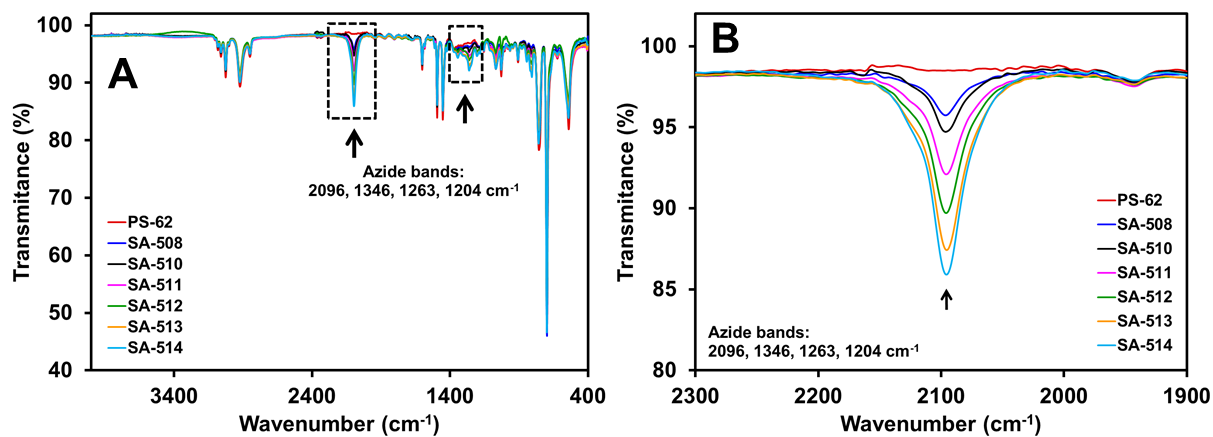 100
90
80
70
60
50
40
Transmitance (%)
A
Azide bands:
2096, 1346, 1263, 1204 cm-1
PS-62
SA-508
SA-510
SA-511
SA-512
SA-513
SA-514
3400
2400
1400
400
Wavenumber (cm-1)
100
95
90
85
80
Transmitance (%)
B
PS-62
SA-508
SA-510
SA-511
SA-512
SA-513
SA-514
Azide bands:
2096, 1346, 1263, 1204 cm-1
2300
2200
2100
2000
1900
Wavenumber (cm-1)